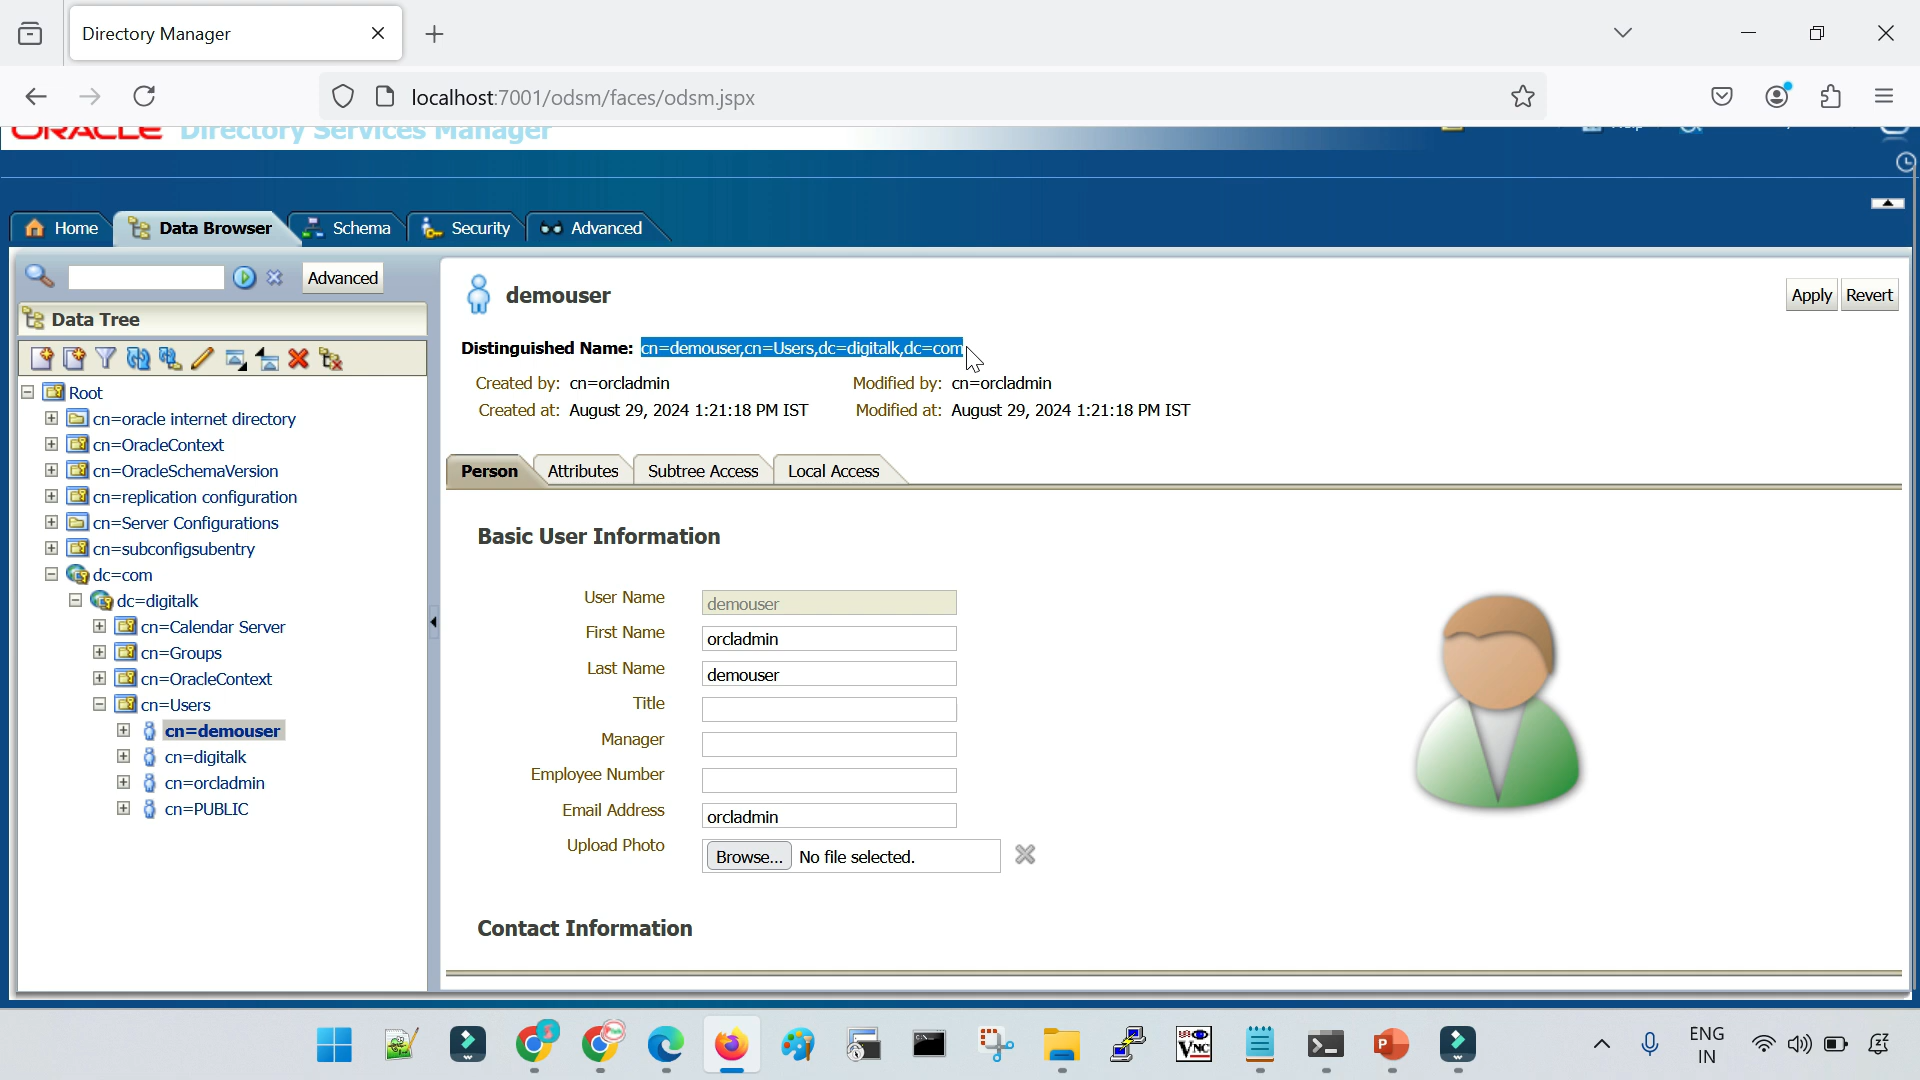 Directory Manager
localhost:7001/odsm/faces/odsm.jspx
ORACLE Directory Services Manager
Help
Home Data Browser Schema Security Advanced
Advanced
Data Tree
Root
cn=oracle internet directory
cn=OracleContext
cn=OracleSchemaVersion
cn=replication configuration
cn=Server Configurations
cn=subconfigsubentry
dc=com
dc=digitalk
cn=Calendar Server
cn=Groups
cn=OracleContext
cn=Users
cn=demouser
cn=digitalk
cn=orcladmin
cn=PUBLIC
demouser
Apply Revert
Distinguished Name: cn=demouser,cn=Users,dc=digitalk,dc=com
Created by: cn=orcladmin Modified by: cn=orcladmin
Created at: August 29, 2024 1:21:18 PM IST Modified at: August 29, 2024 1:21:18 PM IST
Person Attributes Subtree Access Local Access
Basic User Information
User Name demouser
First Name orcladmin
Last Name demouser
Title
Manager
Employee Number
Email Address orcladmin
Upload Photo Browse... No file selected.
Contact Information
ENG
IN